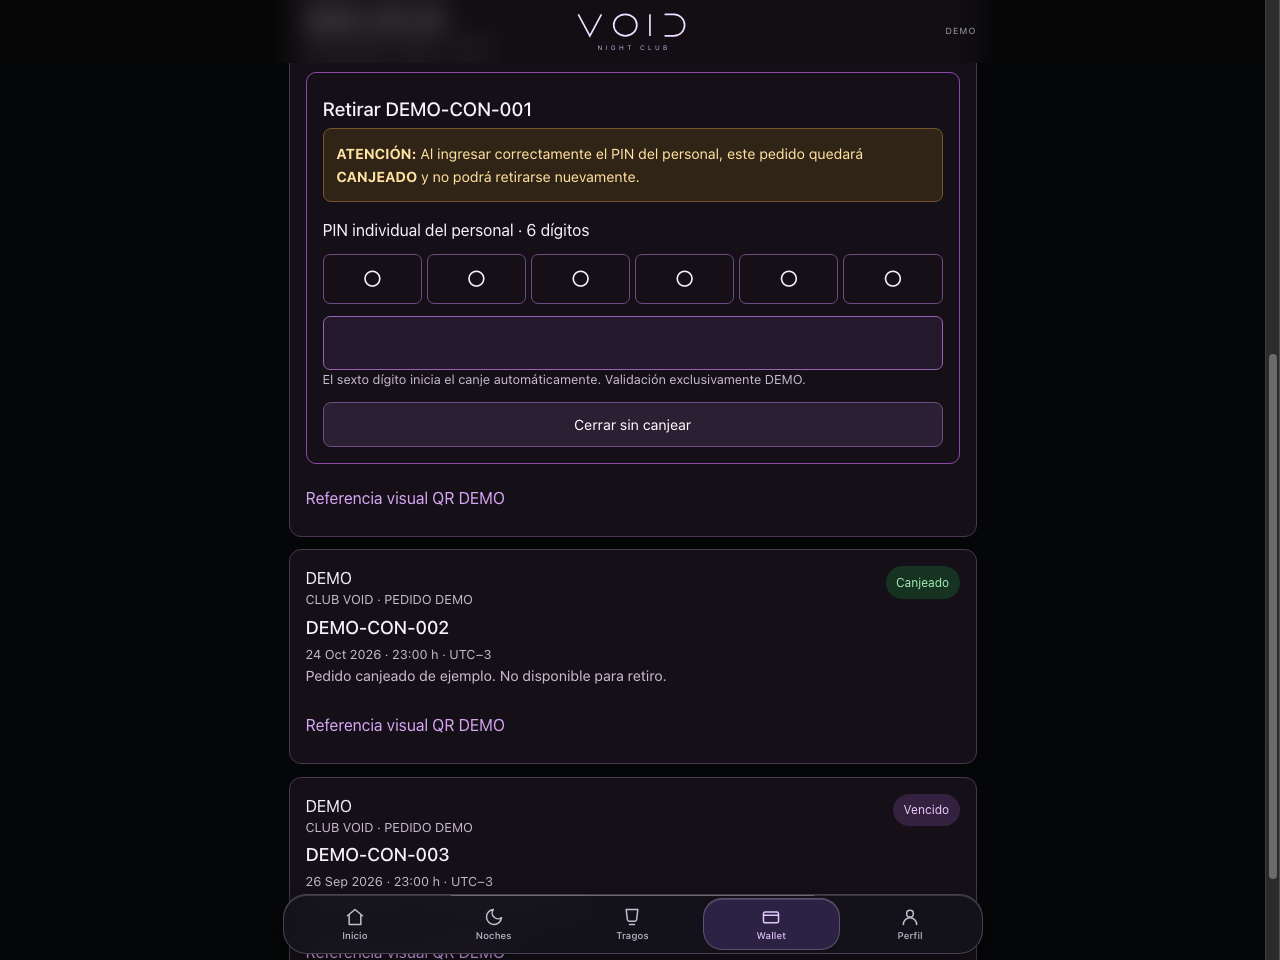 VOID
NIGHT CLUB
DEMO
Retirar DEMO-CON-001
ATENCIÓN: Al ingresar correctamente el PIN del personal, este pedido quedará
CANJEADO y no podrá retirarse nuevamente.
PIN individual del personal · 6 dígitos
El sexto dígito inicia el canje automáticamente. Validación exclusivamente DEMO.
Cerrar sin canjear
Referencia visual QR DEMO
DEMO
Canjeado
CLUB VOID · PEDIDO DEMO
DEMO-CON-002
24 Oct 2026 · 23:00 h · UTC−3
Pedido canjeado de ejemplo. No disponible para retiro.
Referencia visual QR DEMO
DEMO
Vencido
CLUB VOID · PEDIDO DEMO
DEMO-CON-003
26 Sep 2026 · 23:00 h · UTC−3
Inicio
Noches
Tragos
Wallet
Perfil
Referencia visual QR DEMO